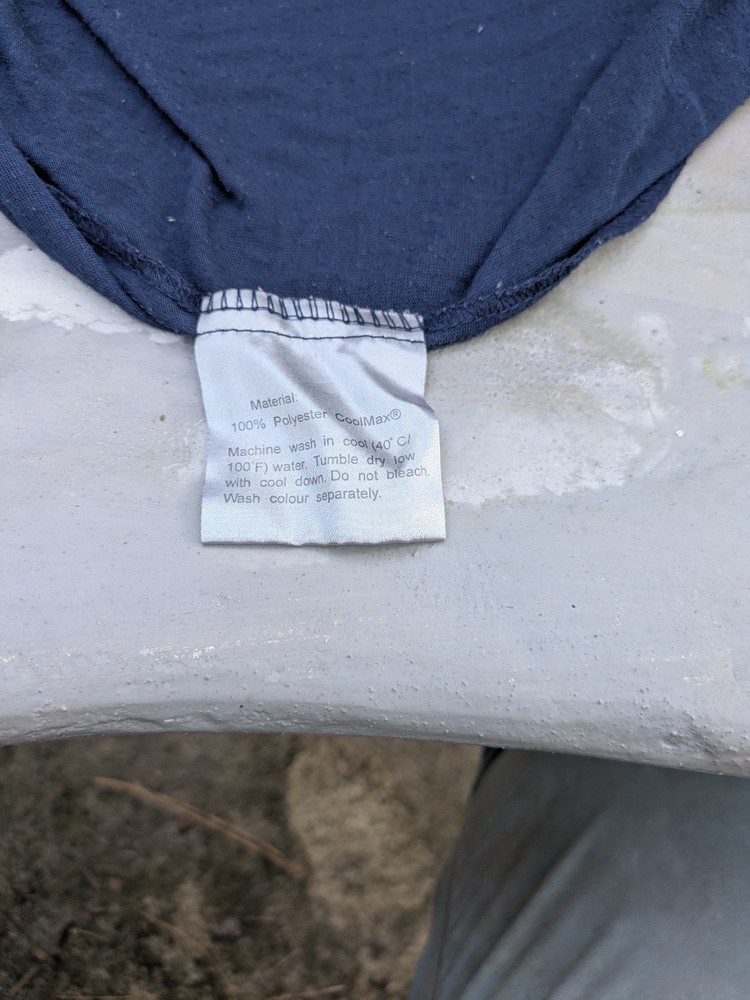 Material:
100% Polyester CoolMax®
Machine wash in cool (40°C/
100°F) water. Tumble dry low
with cool down. Do not bleach.
Wash colour separately.